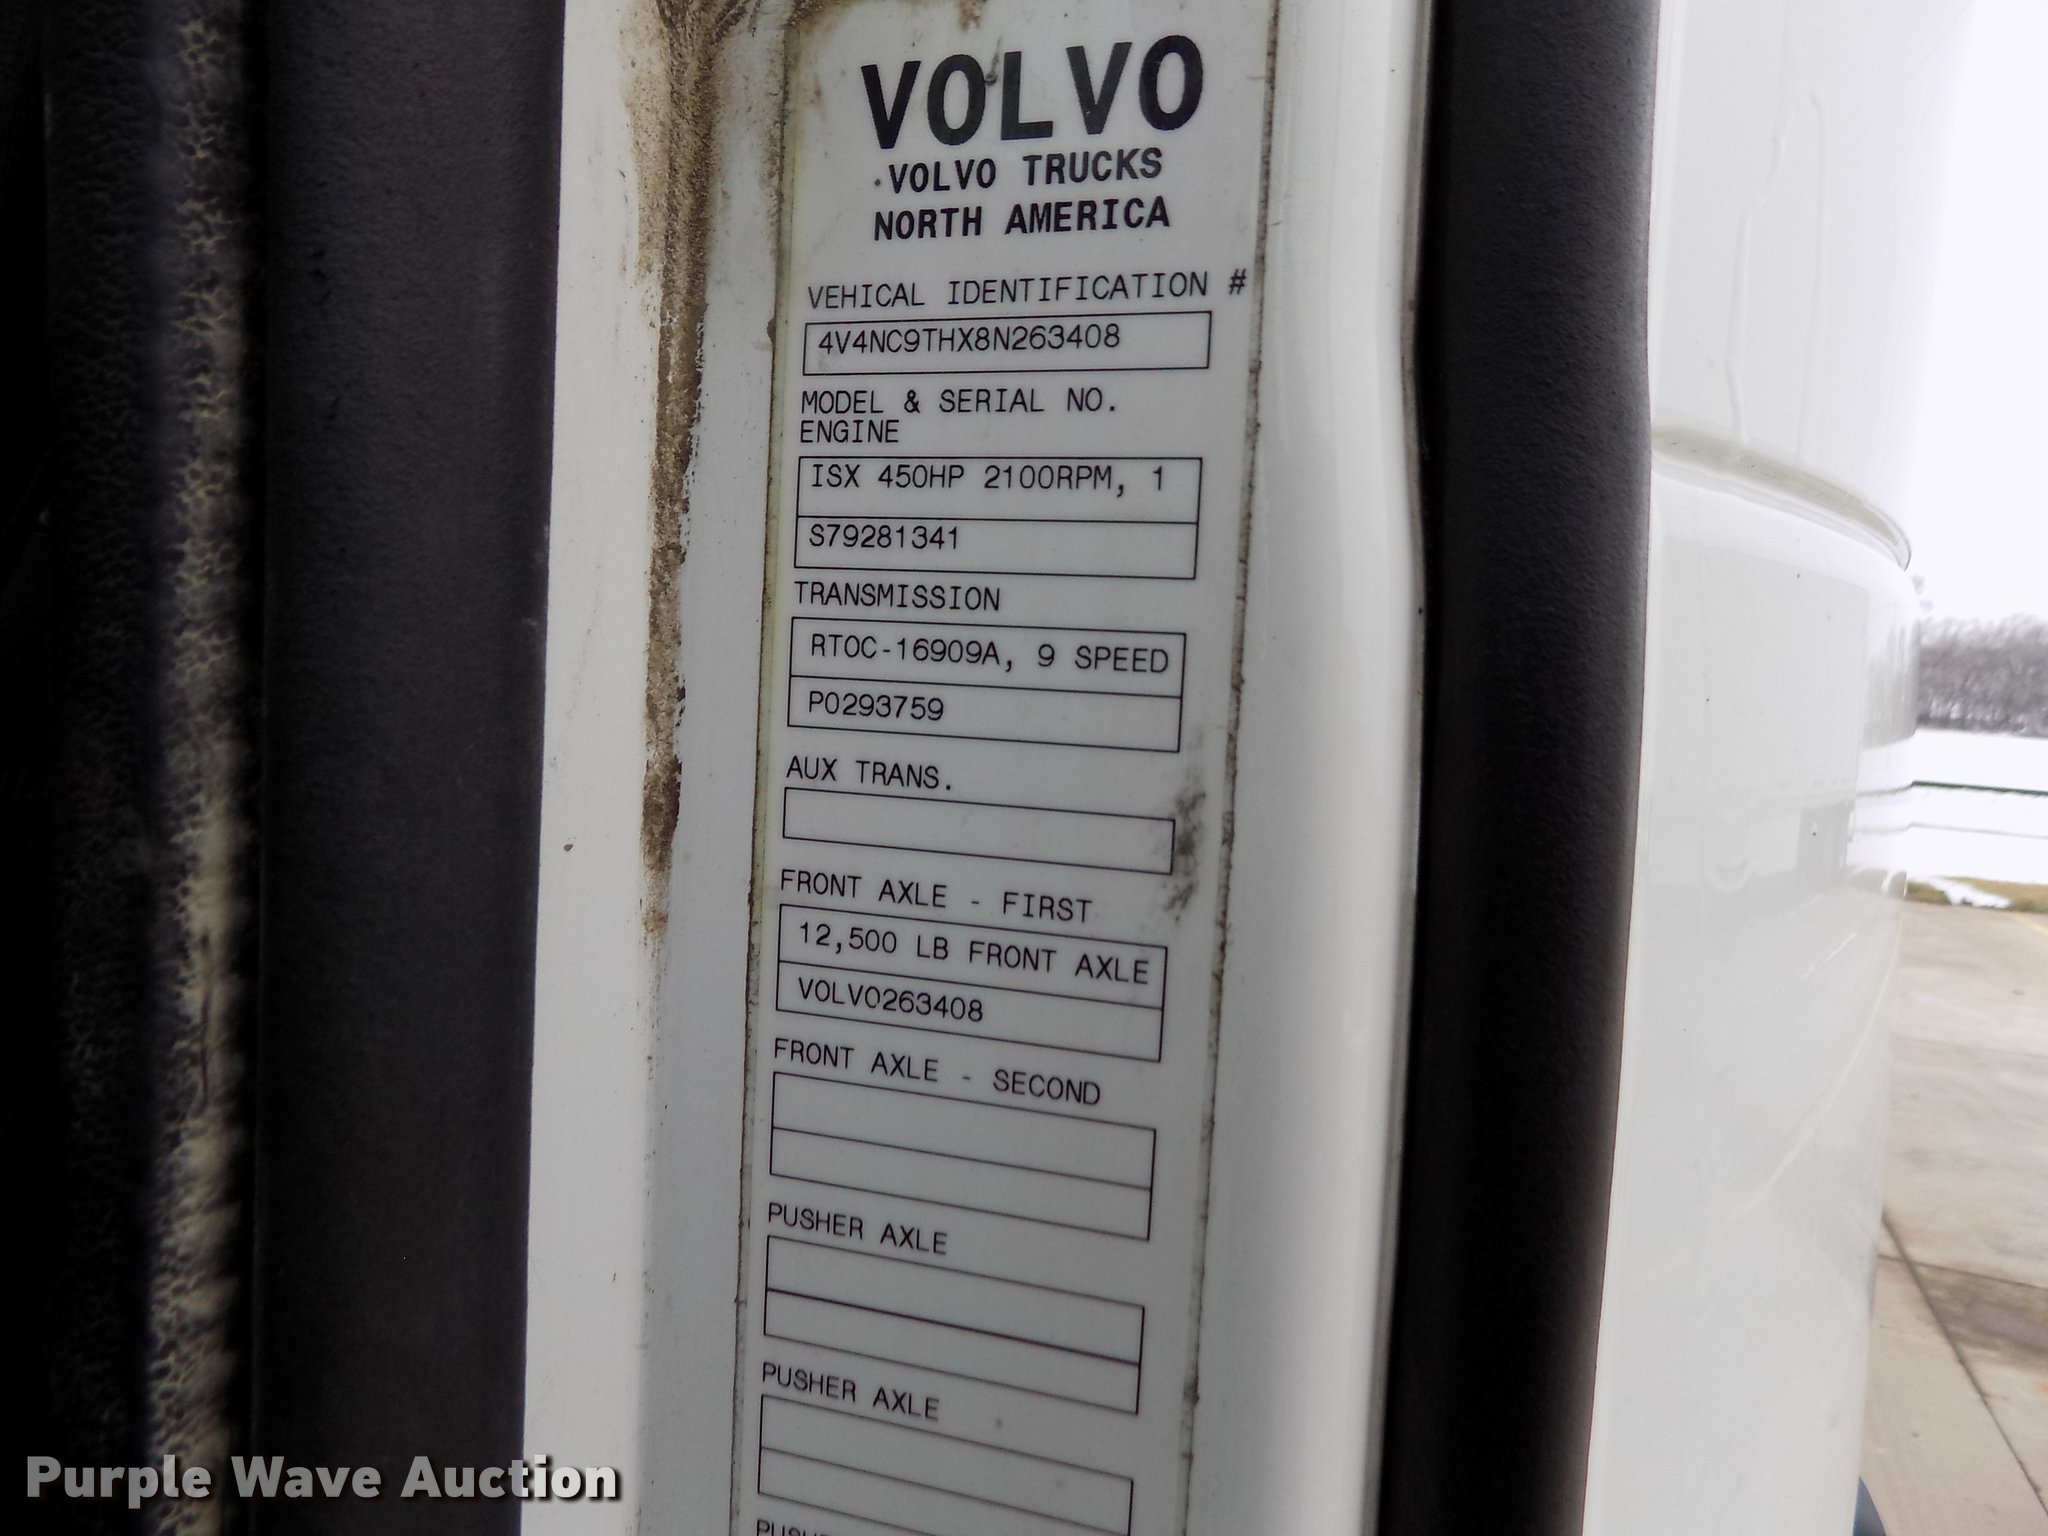 VOLVO
VOLVO TRUCKS
NORTH AMERICA
VEHICAL IDENTIFICATION #
4V4NC9THX8N263408
MODEL & SERIAL NO.
ENGINE
ISX 450HP 2100RPM, 1
S79281341
TRANSMISSION
RTOC-16909A, 9 SPEED
P0293759
AUX TRANS.
FRONT AXLE - FIRST
12,500 LB FRONT AXLE
VOLVO263408
FRONT AXLE - SECOND
PUSHER AXLE
PUSHER AXLE
Purple Wave Auction